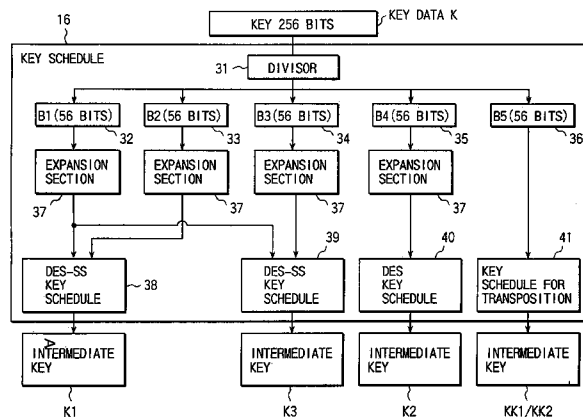 KEY 256 BITS
KEY DATA K
16
KEY SCHEDULE
31
DIVISOR
B1(56 BITS)
B2(56 BITS)
B3(56 BITS)
B4(56 BITS)
B5(56 BITS)
32
33
34
35
36
EXPANSION
SECTION
EXPANSION
SECTION
EXPANSION
SECTION
EXPANSION
SECTION
37
37
37
37
39
40
41
DES-SS
KEY
SCHEDULE
38
DES-SS
KEY
SCHEDULE
DES
KEY
SCHEDULE
KEY
SCHEDULE FOR
TRANSPOSITION
A
INTERMEDIATE
KEY
INTERMEDIATE
KEY
INTERMEDIATE
KEY
INTERMEDIATE
KEY
K1
K3
K2
KK1/KK2